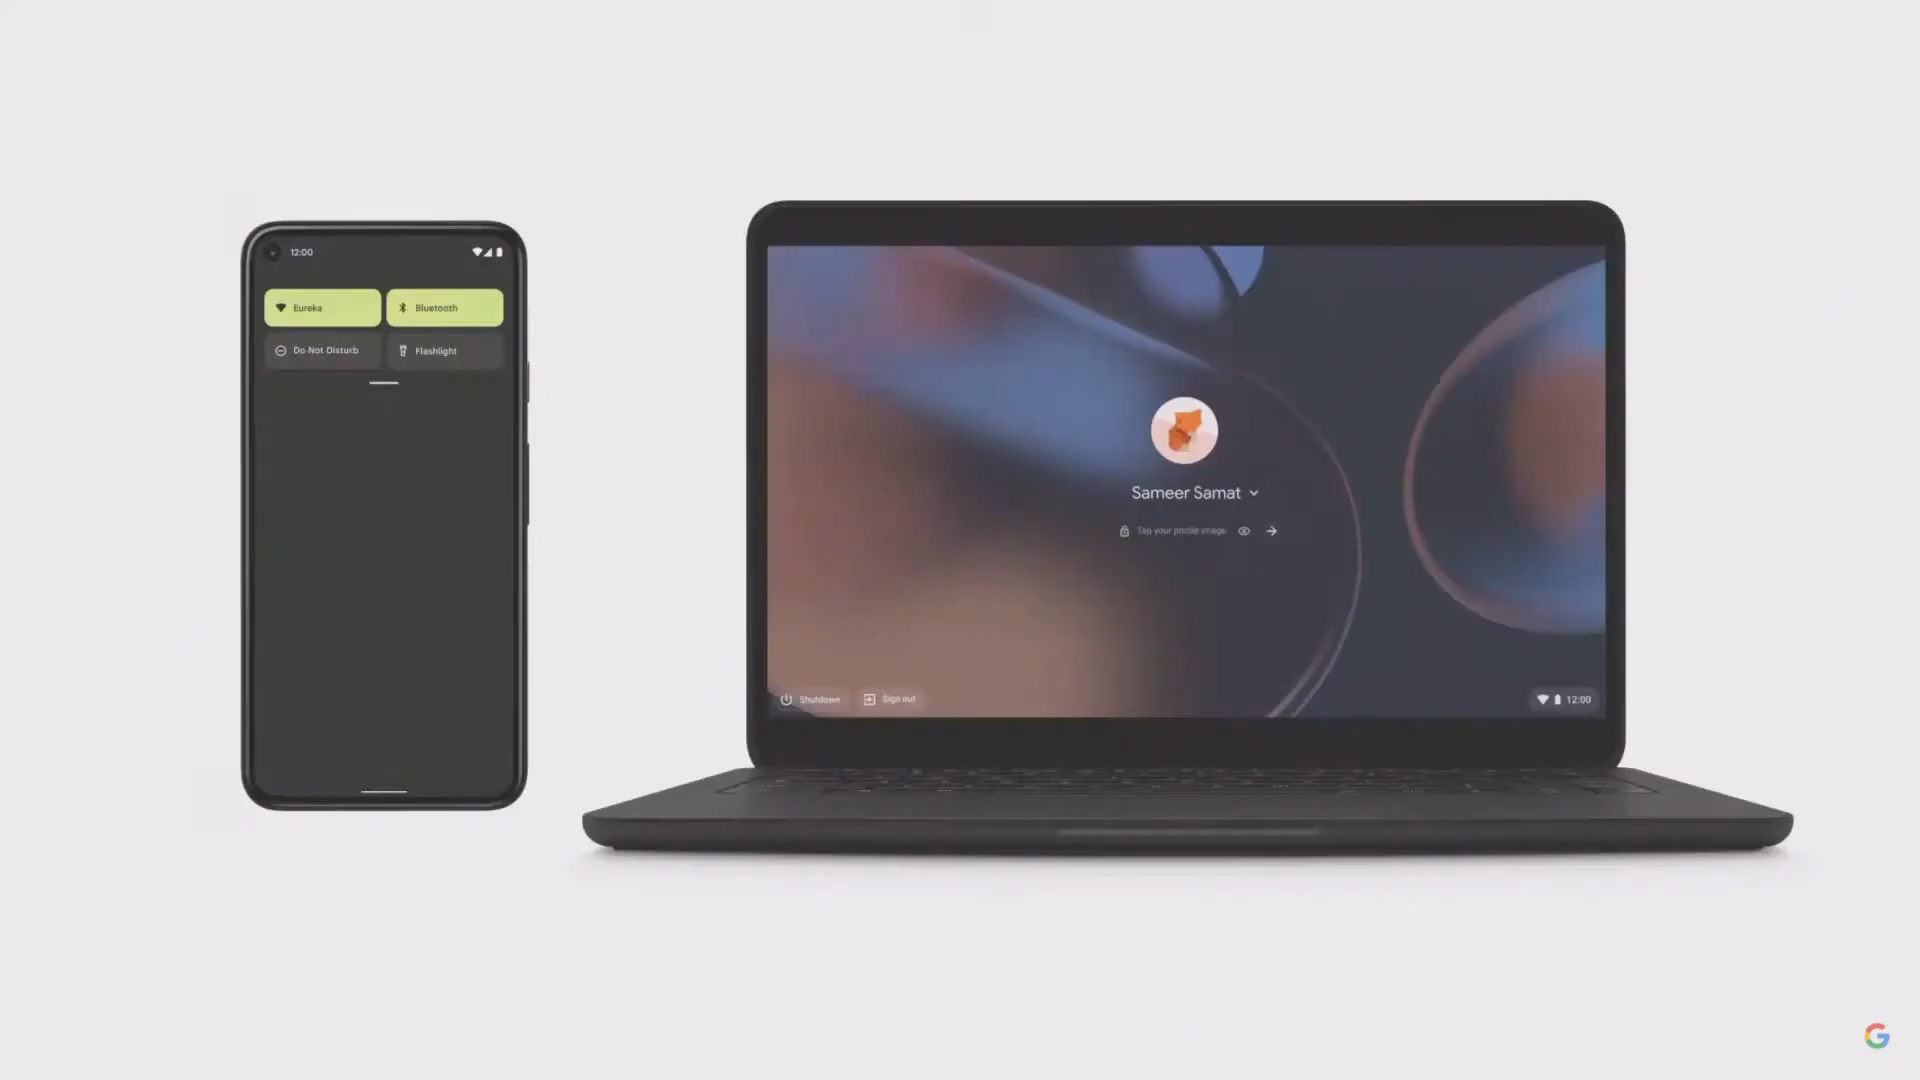 12:00
Eureka
Bluetooth
Do Not Disturb
Flashlight
Sameer Samat
Tap your profile image
Shutdown
Sign out
12:00